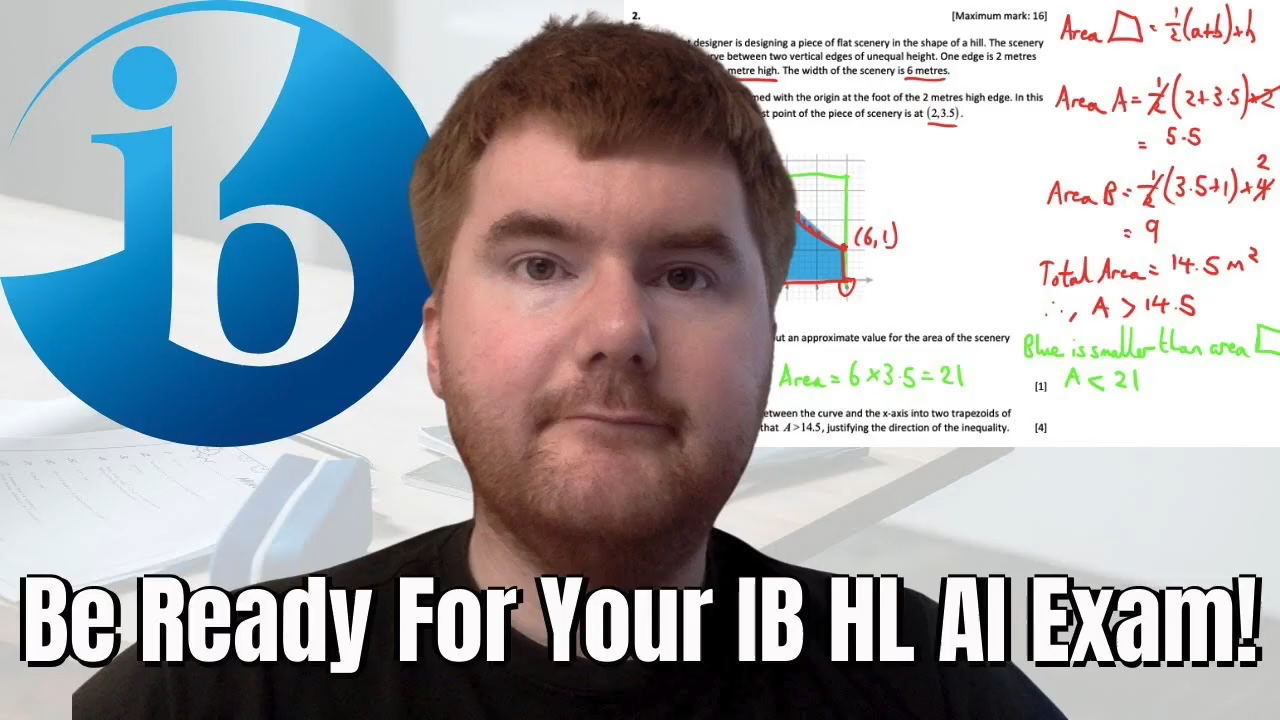 ib
2. [Maximum mark: 16]
designer is designing a piece of flat scenery in the shape of a hill. The scenery
between two vertical edges of unequal height. One edge is 2 metres
metre high. The width of the scenery is 6 metres.
with the origin at the foot of the 2 metres high edge. In this
point of the piece of scenery is at (2,3.5).
(6,1)
an approximate value for the area of the scenery
Area = 6 × 3.5 = 21
[1]
between the curve and the x-axis into two trapezoids of
that A > 14.5, justifying the direction of the inequality. [4]
Area = ½(a+b)×h
Area A = ½(2+3.5)×2
= 5.5
Area B = ½(3.5+1)×4 2
= 9
Total Area = 14.5 m²
∴, A > 14.5
Blue is smaller than area
A < 21
Be Ready For Your IB HL AI Exam!